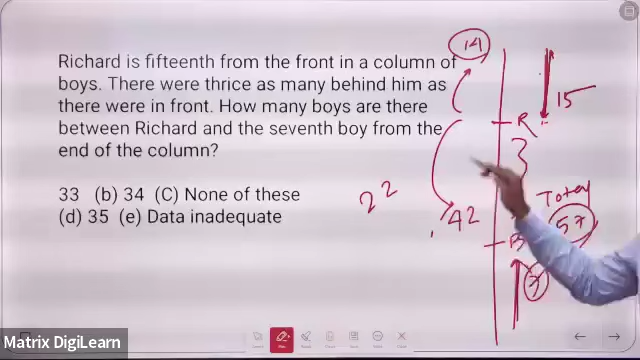 Richard is fifteenth from the front in a column of
boys. There were thrice as many behind him as
there were in front. How many boys are there
between Richard and the seventh boy from the
end of the column?
33 (b) 34 (C) None of these
(d) 35 (e) Data inadequate
14
15
R
22
42
Total
57
B
7
Matrix DigiLearn